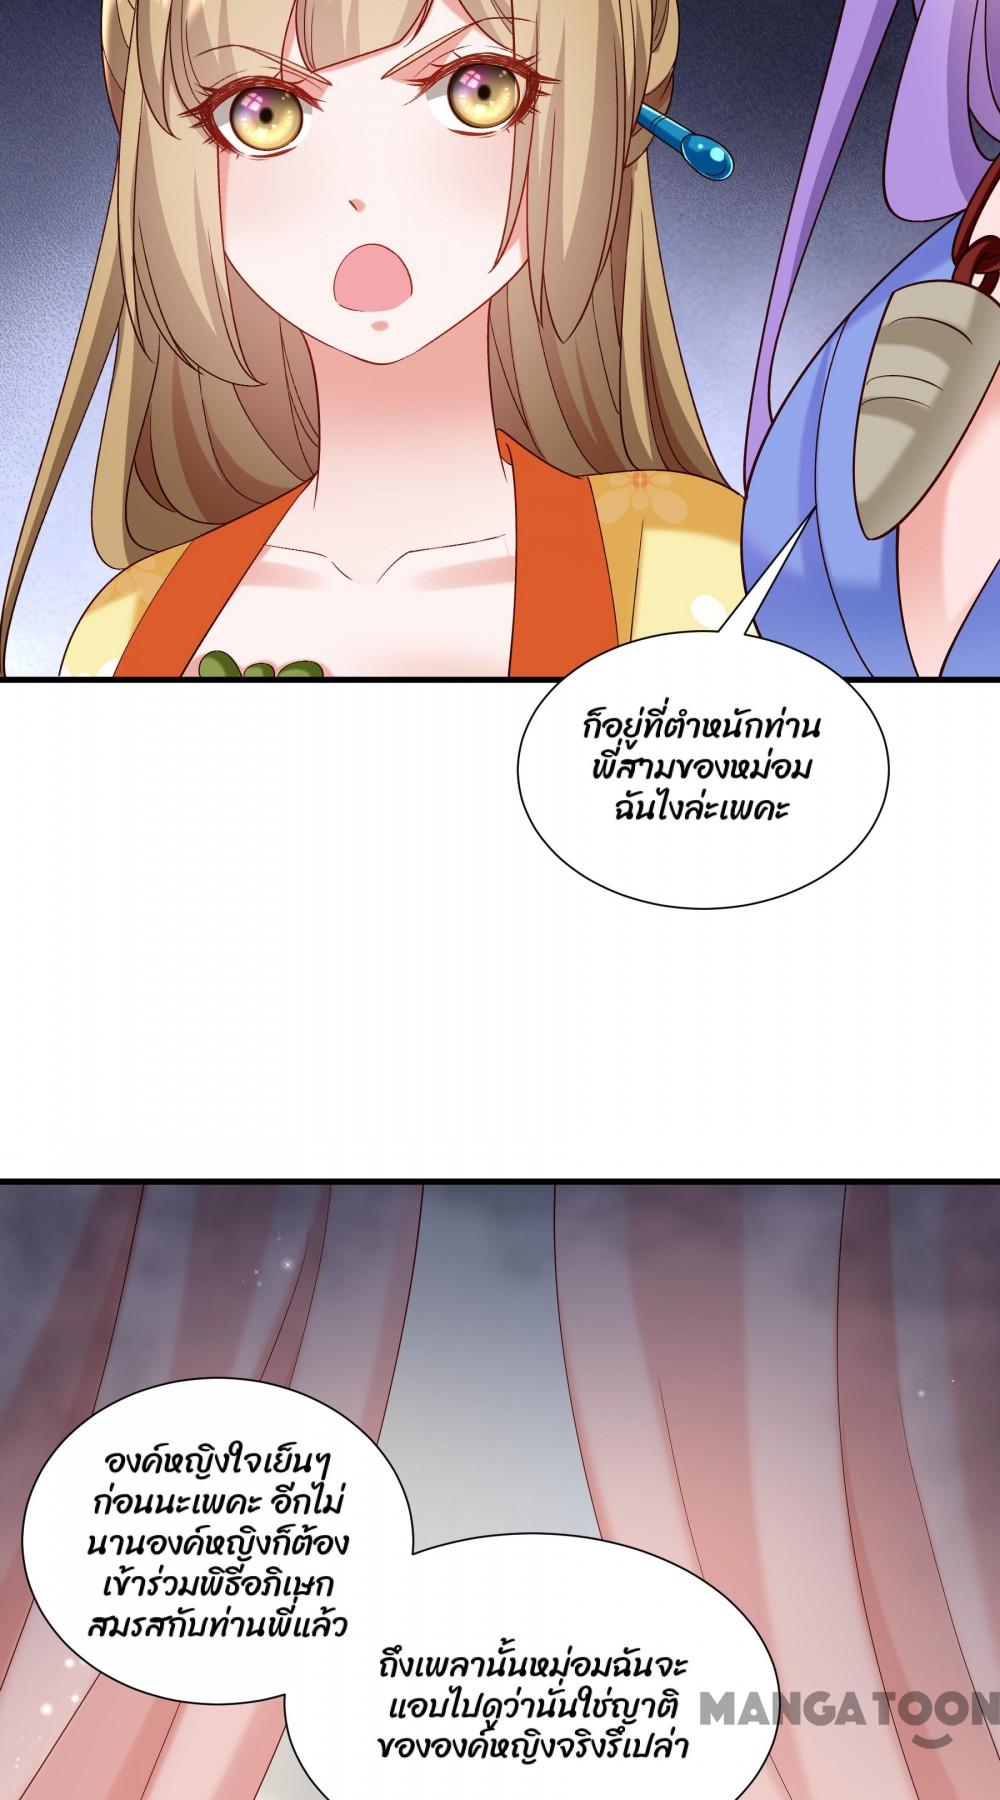 ก็อยู่ที่ตำหนักท่าน
พี่สามของหม่อม
ฉันไงล่ะเพคะ
องค์หญิงใจเย็นๆ
ก่อนนะเพคะ อีกไม่
นานองค์หญิงก็ต้อง
เข้าร่วมพิธีอภิเษก
สมรสกับท่านพี่แล้ว
ถึงเพลานั้นหม่อมฉันจะ
แอบไปดูว่านั่นใช่ญาติ
ขององค์หญิงจริงรึเปล่า
MANGATOON